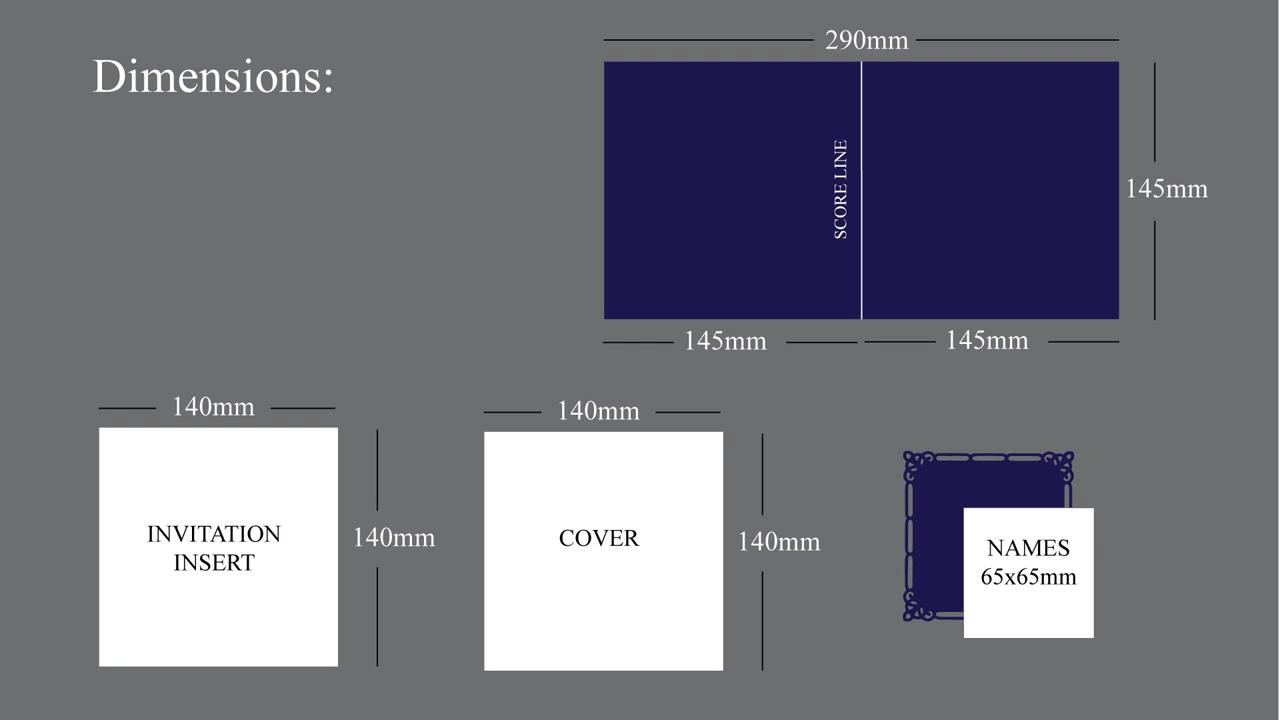 Dimensions:
290mm
SCORE LINE
145mm
145mm
145mm
140mm
INVITATION
INSERT
140mm
140mm
COVER
140mm
NAMES
65x65mm